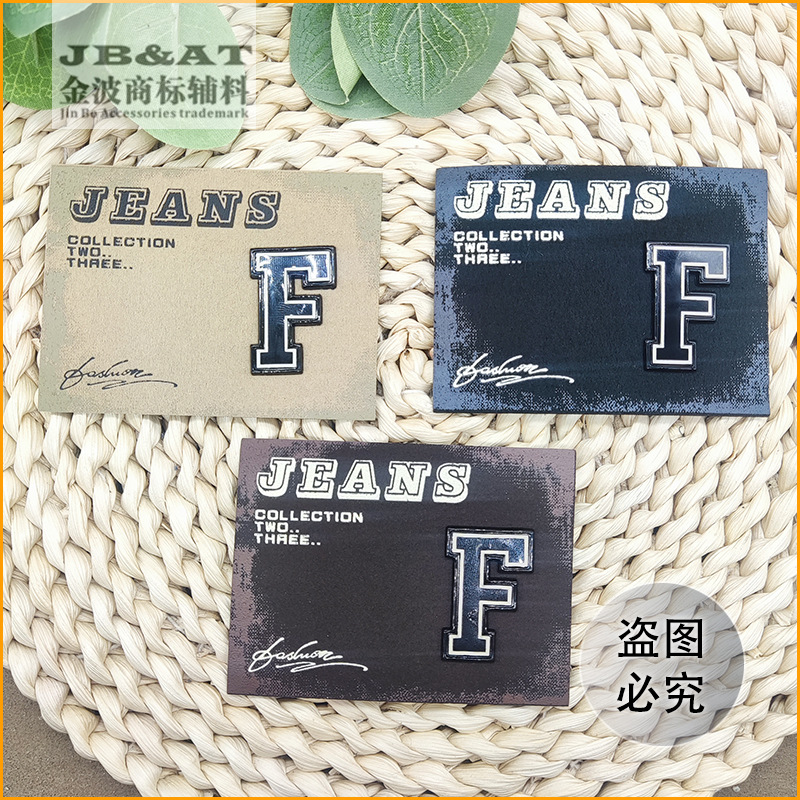 JB&AT
金波商标辅料
Jin Bo Accessories trademark
JEANS
COLLECTION
TWO..
THREE..
F
fashion
JEANS
COLLECTION
TWO..
THREE..
F
fashion
JEANS
COLLECTION
TWO..
THREE..
F
fashion
盗图
必究